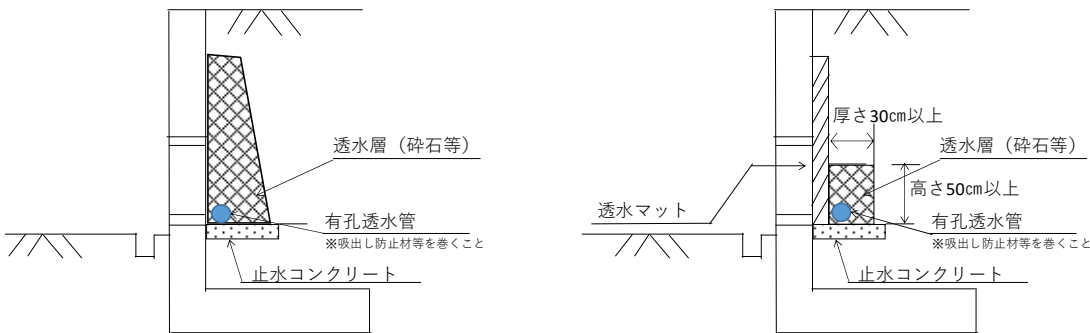 透水層（砕石等）
有孔透水管
※吸出し防止材等を巻くこと
止水コンクリート
厚さ30㎝以上
透水層（砕石等）
高さ50㎝以上
透水マット
有孔透水管
※吸出し防止材等を巻くこと
止水コンクリート